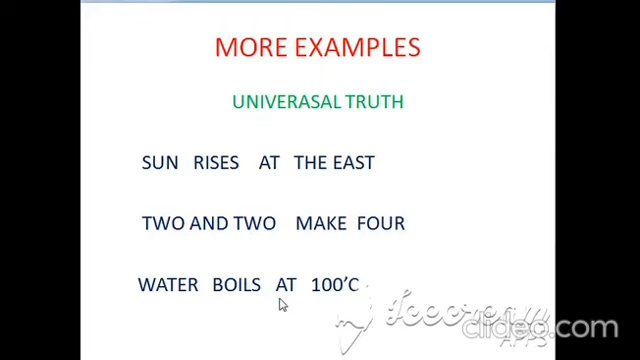 MORE EXAMPLES
UNIVERASAL TRUTH
SUN RISES AT THE EAST
TWO AND TWO MAKE FOUR
WATER BOILS AT 100’C
clideo.com